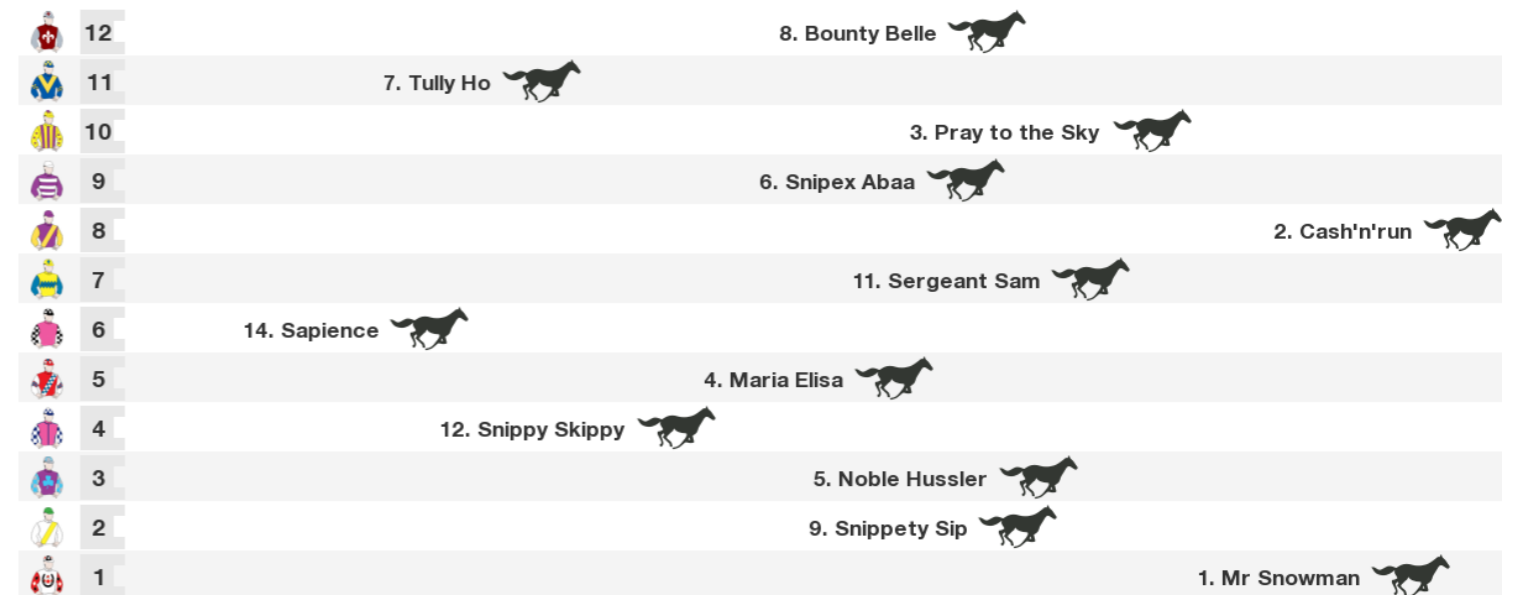 12 8. Bounty Belle
11 7. Tully Ho
10 3. Pray to the Sky
9 6. Snipex Abaa
8 2. Cash'n'run
7 11. Sergeant Sam
6 14. Sapience
5 4. Maria Elisa
4 12. Snippy Skippy
3 5. Noble Hussler
2 9. Snippety Sip
1 1. Mr Snowman